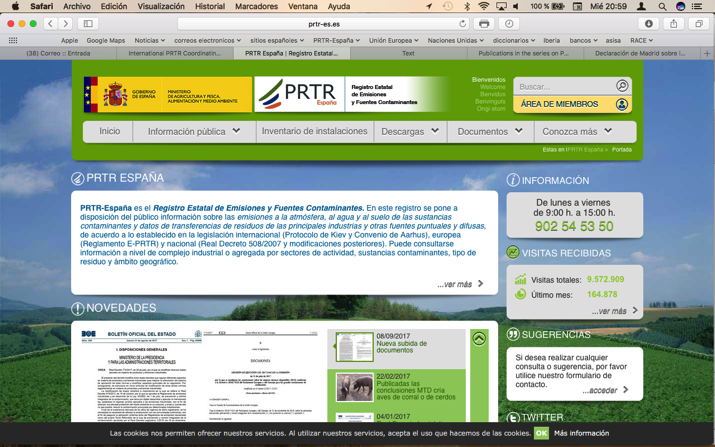 Safari Archivo Edición Visualización Historial Marcadores Ventana Ayuda 100 % Mié 20:59
prtr-es.es
Apple Google Maps Noticias correos electronicos sitios españoles PRTR-España Unión Europea Naciones Unidas diccionarios Iberia bancos asisa RACE
(38) Correo :: Entrada International PRTR Coordinatin... PRTR España | Registro Estatal... Text Publications in the series on P... Declaración de Madrid sobre l...
GOBIERNO DE ESPAÑA
MINISTERIO DE AGRICULTURA Y PESCA, ALIMENTACIÓN Y MEDIO AMBIENTE
PRTR España
Registro Estatal
de Emisiones
y Fuentes Contaminantes
Bienvenidos
Welcome
Benvidos
Benvinguts
Ongi etorri
Buscar...
ÁREA DE MIEMBROS
Inicio Información pública Inventario de instalaciones Descargas Documentos Conozca más
Estas en PRTR España > Portada
PRTR ESPAÑA
PRTR-España es el Registro Estatal de Emisiones y Fuentes Contaminantes. En este registro se pone a
disposición del público información sobre las emisiones a la atmósfera, al agua y al suelo de las sustancias
contaminantes y datos de transferencias de residuos de las principales industrias y otras fuentes puntuales y difusas,
de acuerdo a lo establecido en la legislación internacional (Protocolo de Kiev y Convenio de Aarhus), europea
(Reglamento E-PRTR) y nacional (Real Decreto 508/2007 y modificaciones posteriores). Puede consultarse
información a nivel de complejo industrial o agregada por sectores de actividad, sustancias contaminantes, tipo de
residuo y ámbito geográfico.
...ver más
INFORMACIÓN
De lunes a viernes
de 9:00 h. a 15:00 h.
902 54 53 50
VISITAS RECIBIDAS
Visitas totales: 9.572.909
Último mes: 164.878
...ver más
NOVEDADES
BOE BOLETÍN OFICIAL DEL ESTADO
I. DISPOSICIONES GENERALES
MINISTERIO DE LA PRESIDENCIA
Y PARA LAS ADMINISTRACIONES TERRITORIALES
08/09/2017
Nueva subida de
documentos
22/02/2017
Publicadas las
conclusiones MTD cria
aves de corral o de cerdos
04/01/2017
SUGERENCIAS
Si desea realizar cualquier
consulta o sugerencia, por favor
utilice nuestro formulario de
contacto.
...acceder
TWITTER
Las cookies nos permiten ofrecer nuestros servicios. Al utilizar nuestros servicios, acepta el uso que hacemos de las cookies. OK Más información